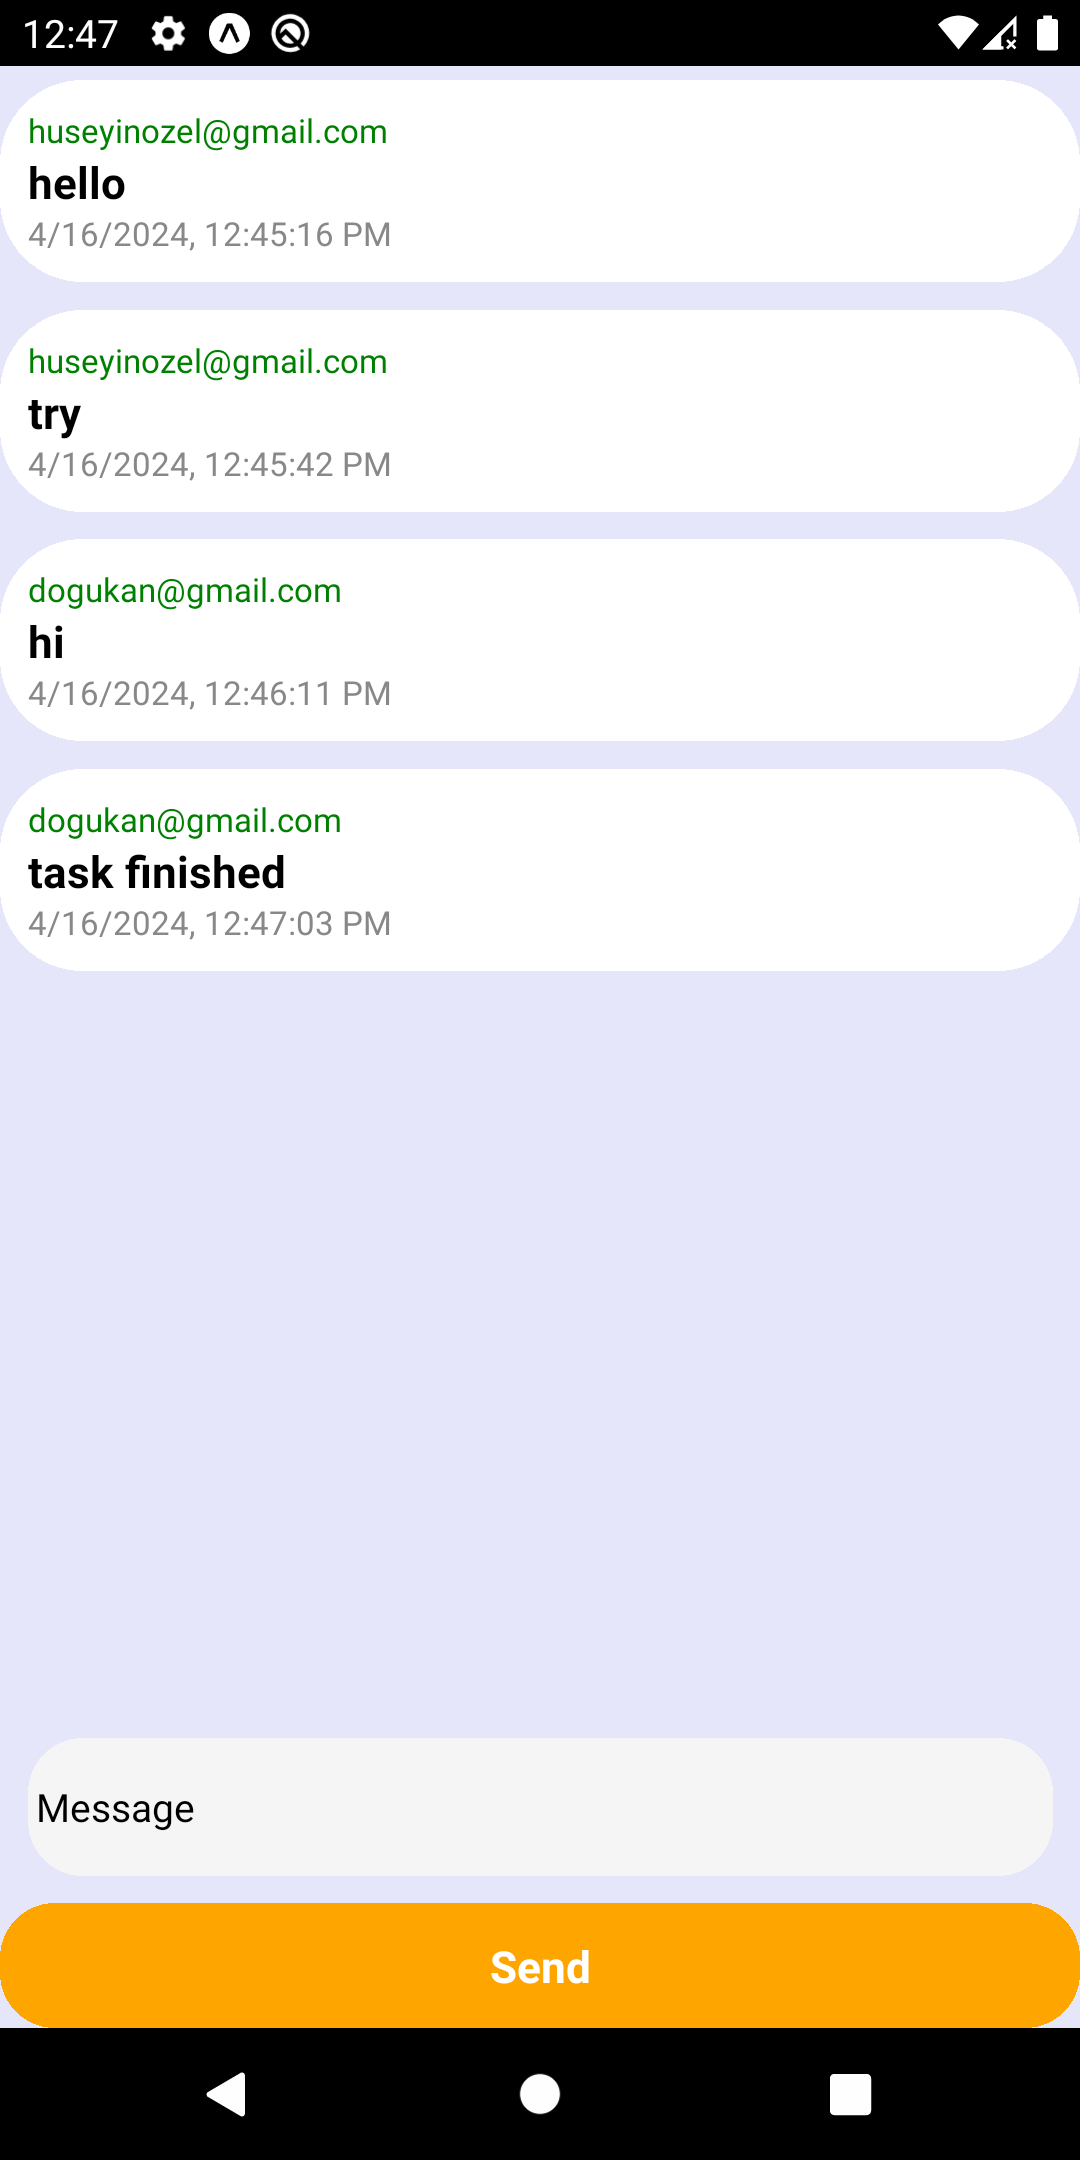 12:47
huseyinozel@gmail.com
hello
4/16/2024, 12:45:16 PM
huseyinozel@gmail.com
try
4/16/2024, 12:45:42 PM
dogukan@gmail.com
hi
4/16/2024, 12:46:11 PM
dogukan@gmail.com
task finished
4/16/2024, 12:47:03 PM
Message
Send